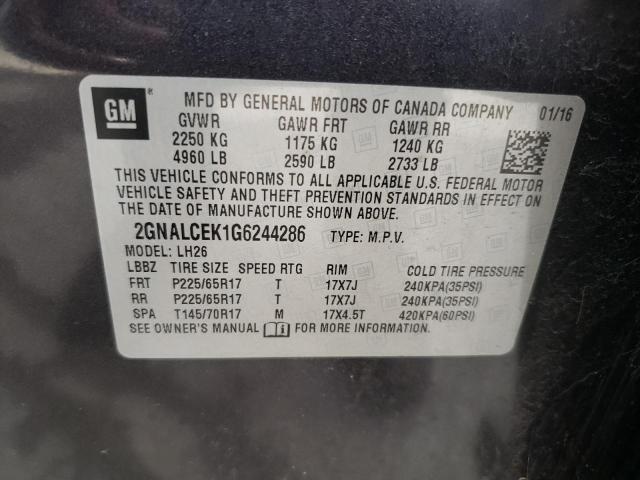 GM
MFD BY GENERAL MOTORS OF CANADA COMPANY 01/16
GVWR GAWR FRT GAWR RR
2250 KG 1175 KG 1240 KG
4960 LB 2590 LB 2733 LB
THIS VEHICLE CONFORMS TO ALL APPLICABLE U.S. FEDERAL MOTOR
VEHICLE SAFETY AND THEFT PREVENTION STANDARDS IN EFFECT ON
THE DATE OF MANUFACTURE SHOWN ABOVE.
2GNALCEK1G6244286 TYPE: M.P.V.
MODEL: LH26
LBBZ TIRE SIZE SPEED RTG RIM COLD TIRE PRESSURE
FRT P225/65R17 T 17X7J 240KPA(35PSI)
RR P225/65R17 T 17X7J 240KPA(35PSI)
SPA T145/70R17 M 17X4.5T 420KPA(60PSI)
SEE OWNER'S MANUAL FOR MORE INFORMATION.